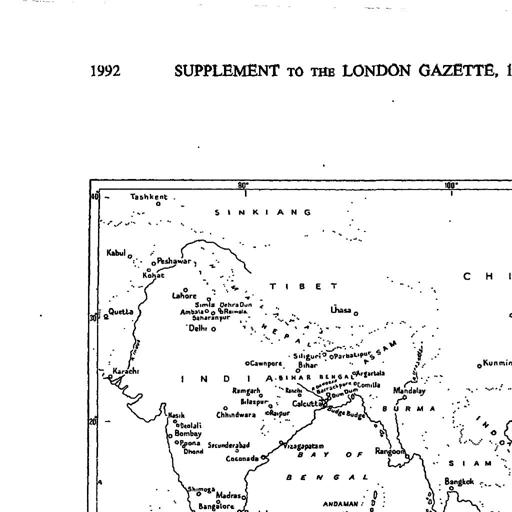 1992 SUPPLEMENT TO THE LONDON GAZETTE, 1
40
80°
100°
Tashkent
SINKIANG
Kabul
Peshawar
Kohat
TIBET
CHI
Lahore
Simla
Dehra Dun
Ambala
Saharanpur
Lhasa
Quetta
30
Delhi
NEPAL
ASSAM
Siliguri
Parbatipur
Cawnpore
Bihar
Kunmin
Karachi
INDIA
BIHAR
BENGAL
Argartala
Comilla
Ramgarh
Ranchi
Barrackpore
Dum Dum
Mandalay
Bilaspur
Calcutta
Budge Budge
BURMA
Chhindwara
Raipur
20
Kasik
Deolali
Bombay
Poona
Dhond
Secunderabad
Vizagapatam
Coconada
BAY OF
BENGAL
Rangoon
IND
SIAM
Bangkok
Shimoga
Madras
Bangalore
ANDAMAN